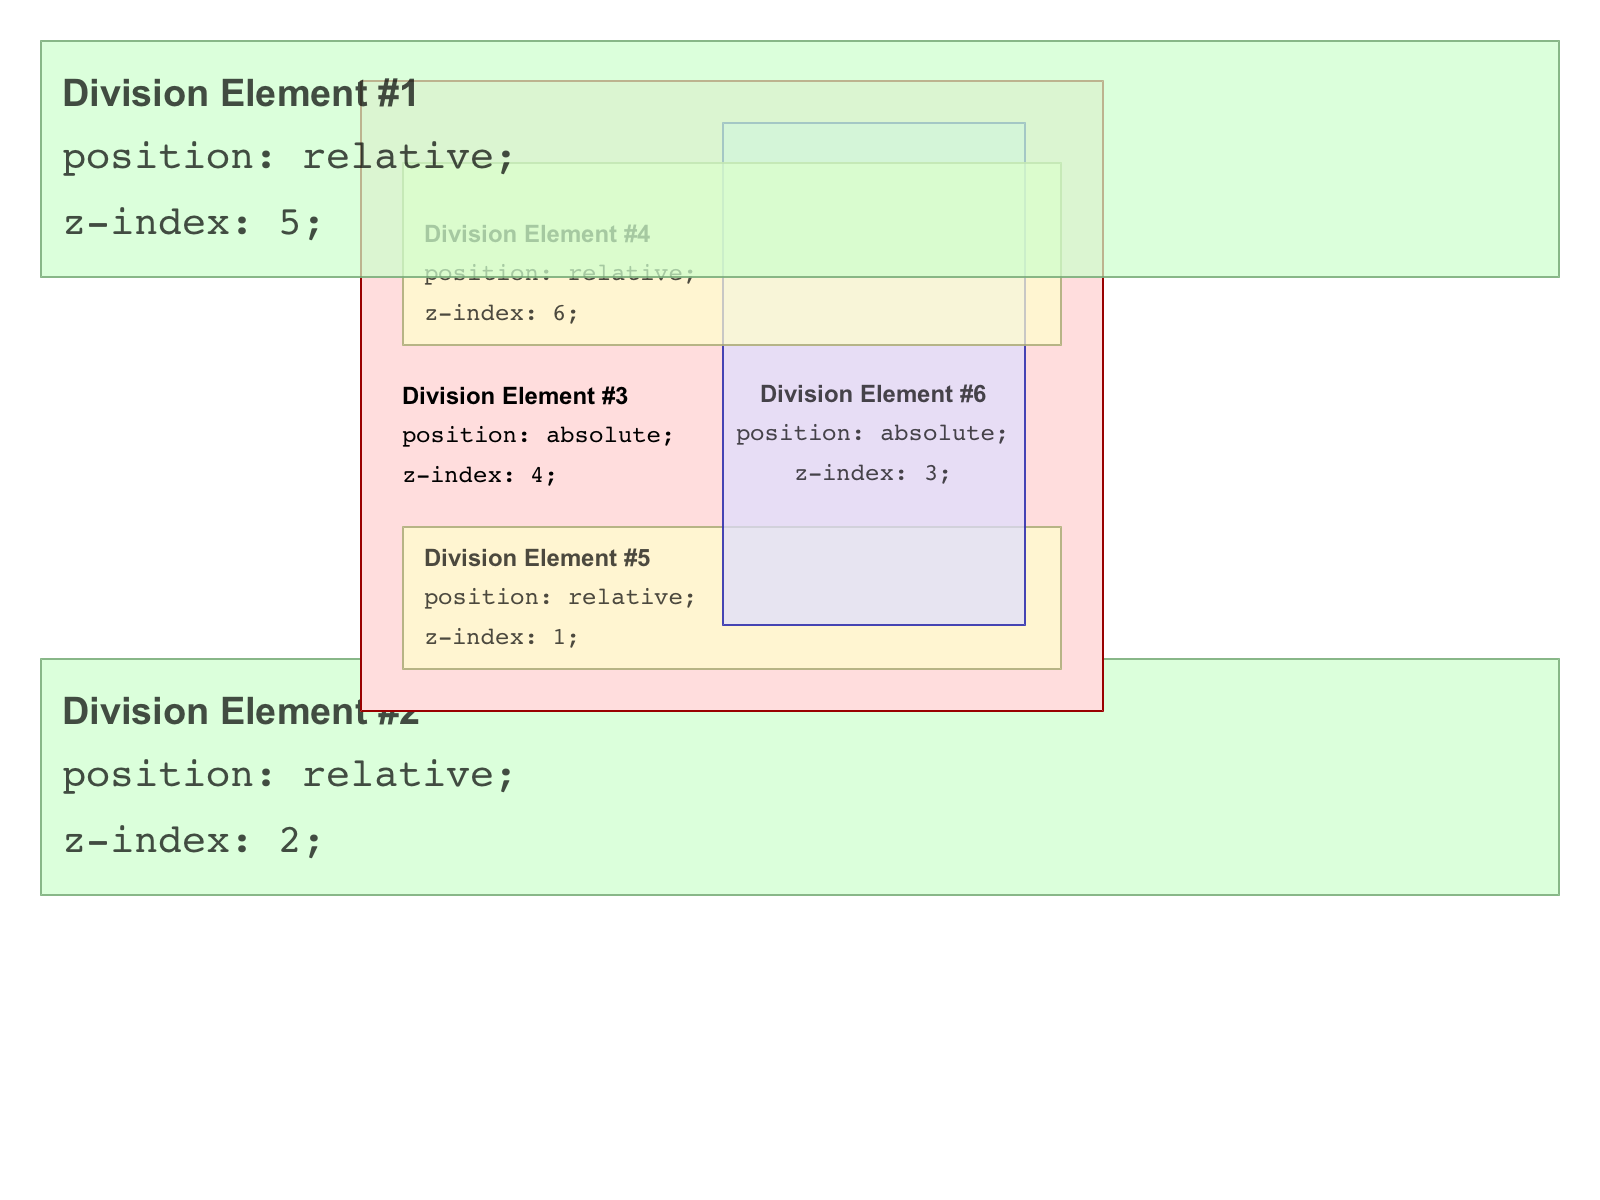 Division Element #1
position: relative;
z-index: 5;
Division Element #4
position: relative;
z-index: 6;
Division Element #3
position: absolute;
z-index: 4;
Division Element #6
position: absolute;
z-index: 3;
Division Element #5
position: relative;
z-index: 1;
Division Element #2
position: relative;
z-index: 2;